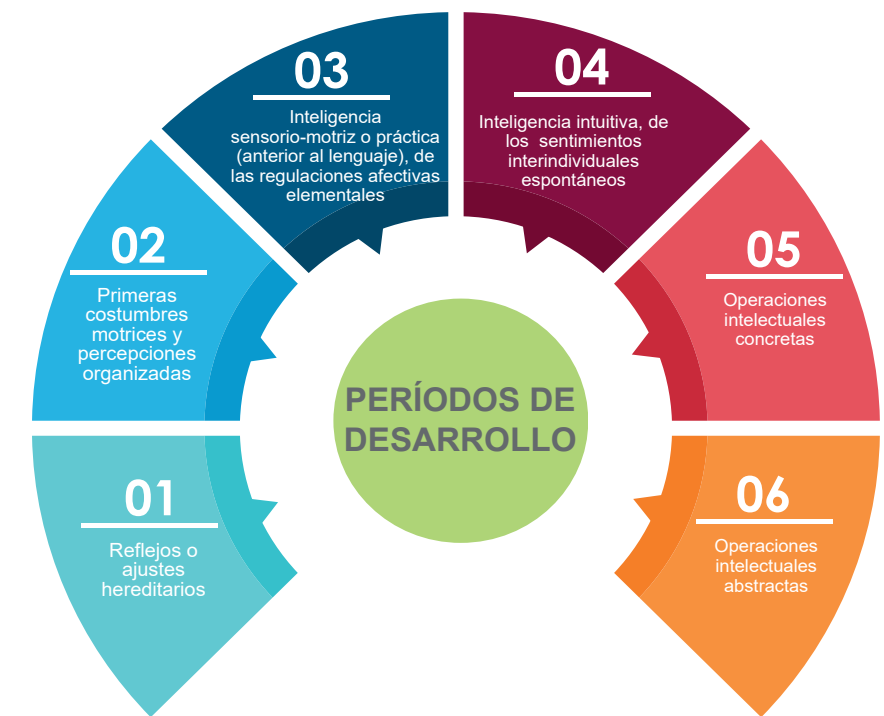 01
Reflejos o
ajustes
hereditarios
02
Primeras
costumbres
motrices y
percepciones
organizadas
03
Inteligencia
sensorio-motriz o práctica
(anterior al lenguaje), de
las regulaciones afectivas
elementales
04
Inteligencia intuitiva, de
los sentimientos
interindividuales
espontáneos
05
Operaciones
intelectuales
concretas
06
Operaciones
intelectuales
abstractas
PERÍODOS DE
DESARROLLO